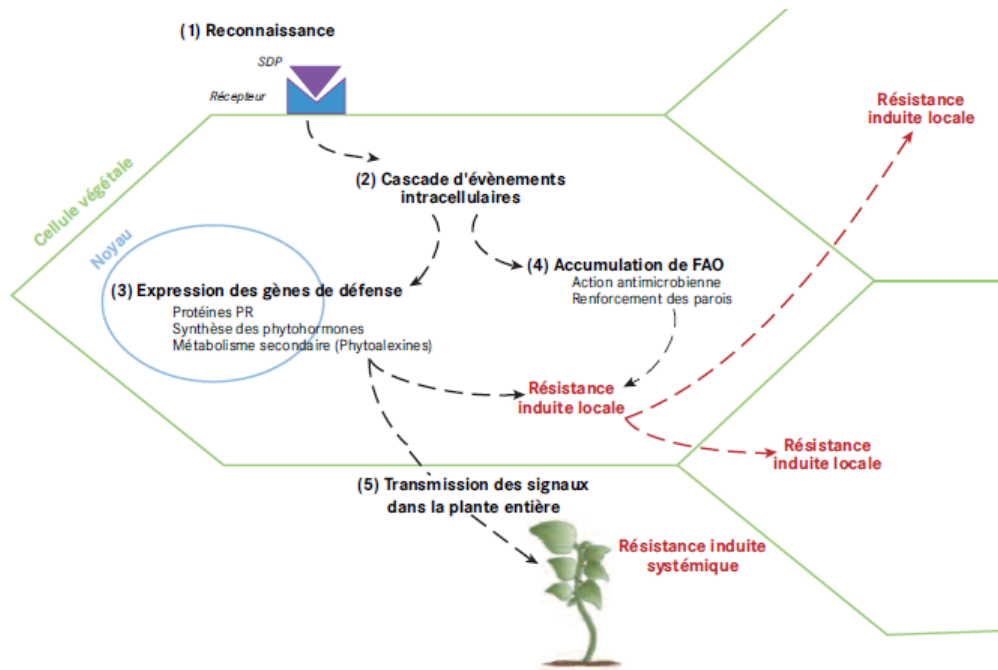 (1) Reconnaissance
SDP
Récepteur
Cellule végétale
Noyau
(2) Cascade d'évènements
intracellulaires
(3) Expression des gènes de défense
Protéines PR
Synthèse des phytohormones
Métabolisme secondaire (Phytoalexines)
(4) Accumulation de FAO
Action antimicrobienne
Renforcement des parois
Résistance
induite locale
Résistance
induite locale
Résistance
induite locale
(5) Transmission des signaux
dans la plante entière
Résistance induite
systémique